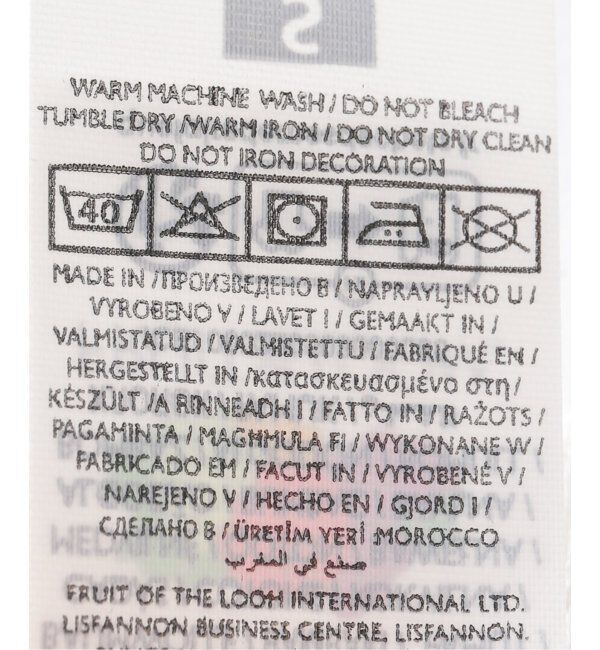 S
WARM MACHINE WASH / DO NOT BLEACH
TUMBLE DRY /WARM IRON / DO NOT DRY CLEAN
DO NOT IRON DECORATION
40
MADE IN /ПРОИЗВЕДЕНО В / NAPRAVLJENO U /
VYROBENO V / LAVET I / GEMAAKT IN /
VALMISTATUD / VALMISTETTU / FABRIQUÉ EN /
HERGESTELLT IN /κατασκευασμένο στη/
KÉSZÜLT /A RINNEADH I / FATTO IN / RAŽOTS /
PAGAMINTA / MAGHMULA FI / WYKONANE W /
FABRICADO EM / FACUT IN / VYROBENÉ V /
NAREJENO V / HECHO EN / GJORD I /
СДЕЛАНО В / ÜRETİM YERİ :MOROCCO
صنع في المغرب
FRUIT OF THE LOOM INTERNATIONAL LTD.
LISFANNON BUSINESS CENTRE, LISFANNON,